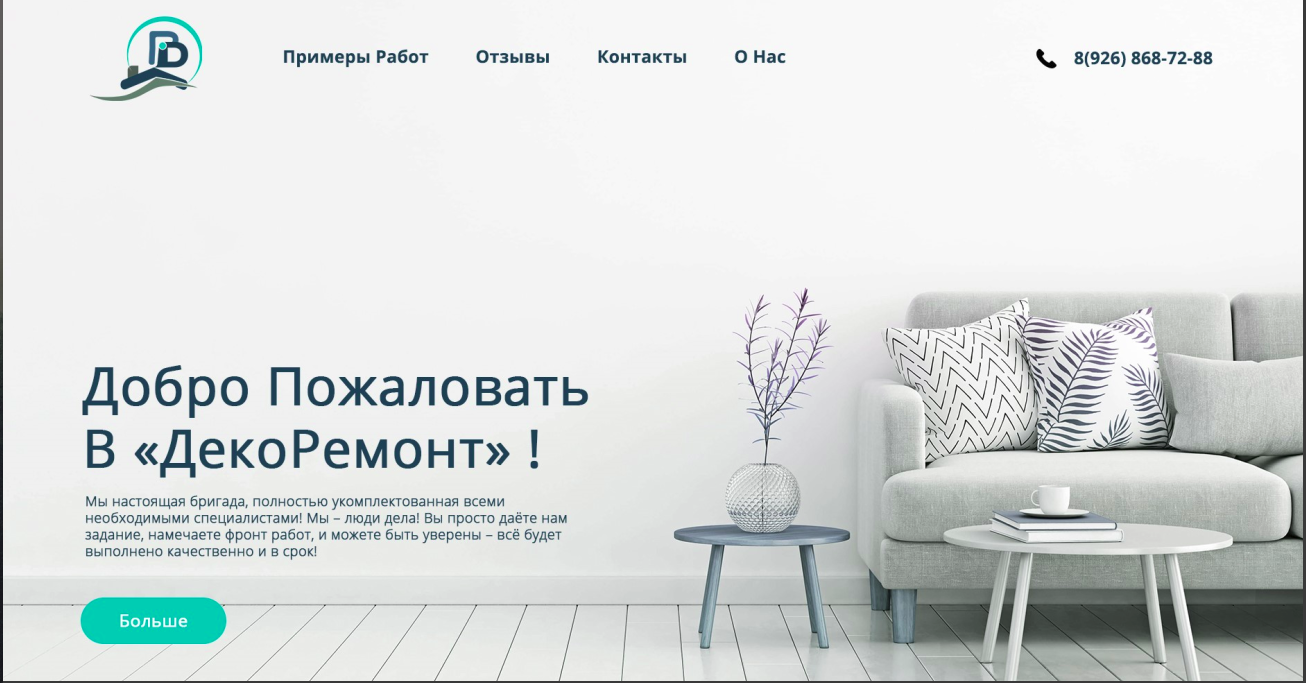 Примеры Работ
Отзывы
Контакты
О Нас
8(926) 868-72-88
Добро Пожаловать
В «ДекоРемонт» !
Мы настоящая бригада, полностью укомплектованная всеми
необходимыми специалистами! Мы – люди дела! Вы просто даёте нам
задание, намечаете фронт работ, и можете быть уверены – всё будет
выполнено качественно и в срок!
Больше